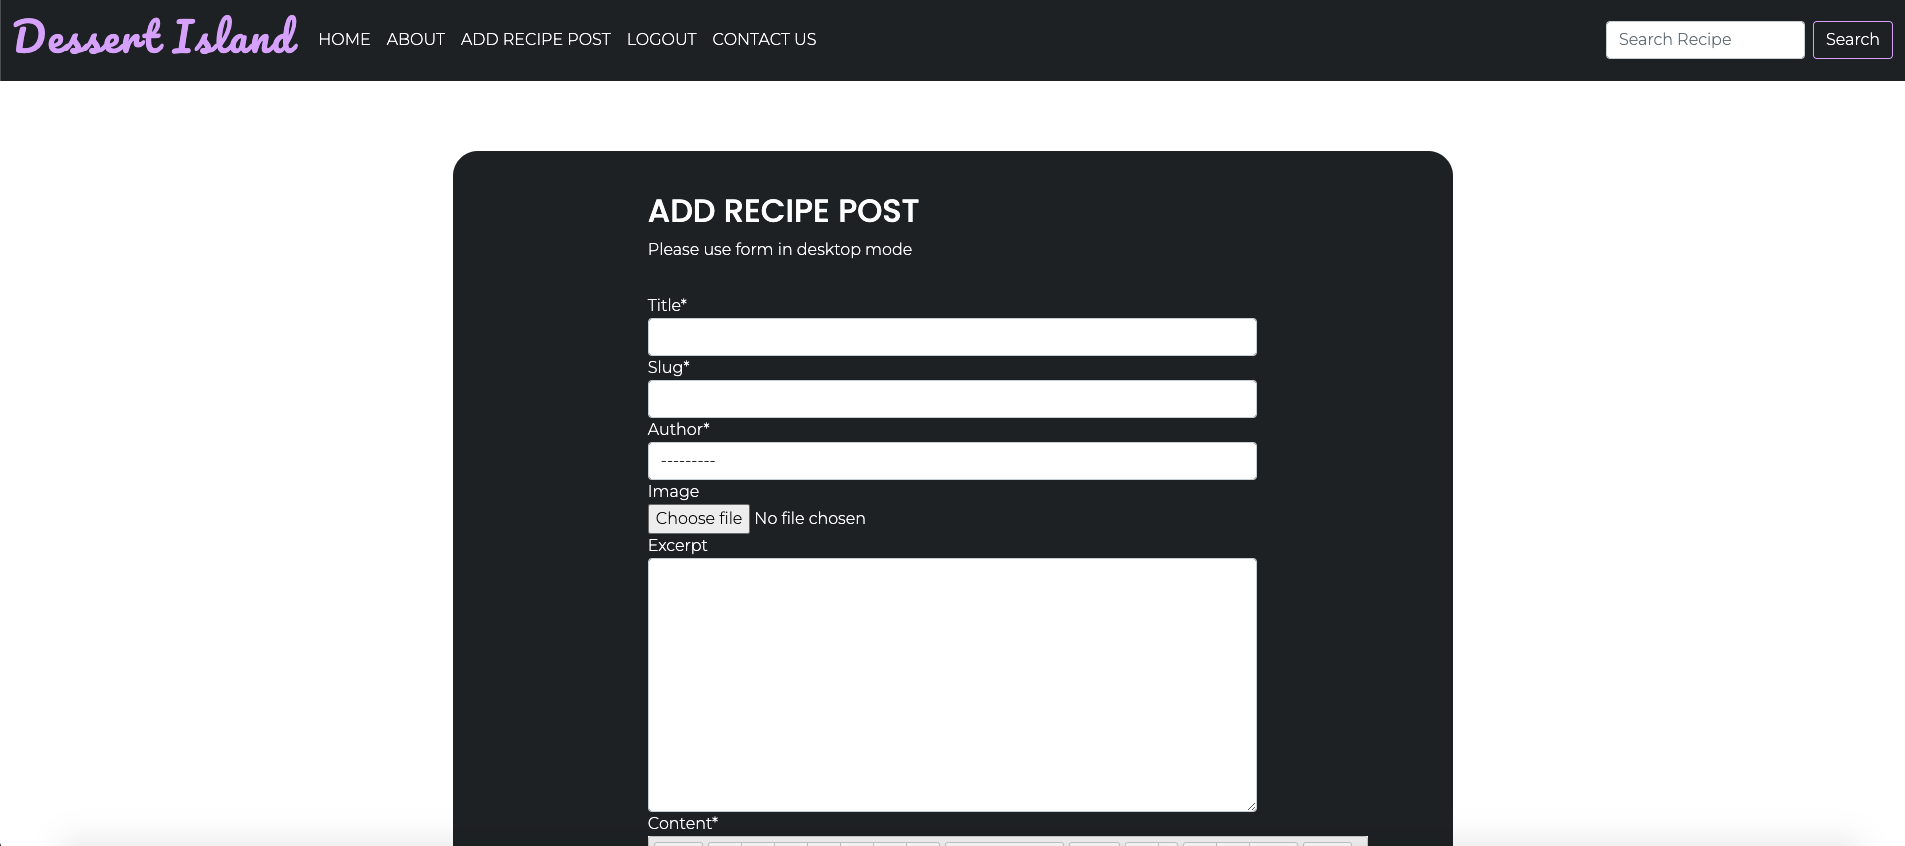 Dessert Island HOME ABOUT ADD RECIPE POST LOGOUT CONTACT US Search Recipe Search
ADD RECIPE POST
Please use form in desktop mode
Title*
Slug*
Author*
---------
Image
Choose file No file chosen
Excerpt
Content*